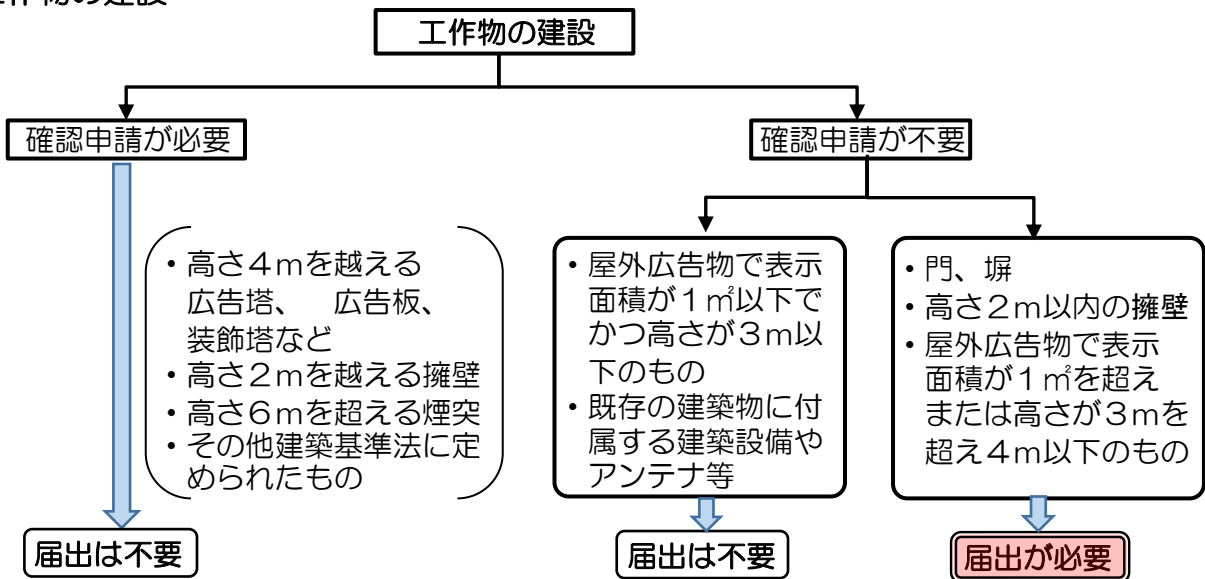 工作物の建設
工作物の建設
確認申請が必要
確認申請が不要
・高さ４ｍを越える
広告塔、　広告板、
装飾塔など
・高さ２ｍを越える擁壁
・高さ６ｍを超える煙突
・その他建築基準法に定
められたもの
・屋外広告物で表示
面積が１㎡以下で
かつ高さが３ｍ以
下のもの
・既存の建築物に付
属する建築設備や
アンテナ等
・門、塀
・高さ２ｍ以内の擁壁
・屋外広告物で表示
面積が１㎡を超え
または高さが３ｍを
超え４ｍ以下のもの
届出は不要
届出は不要
届出が必要